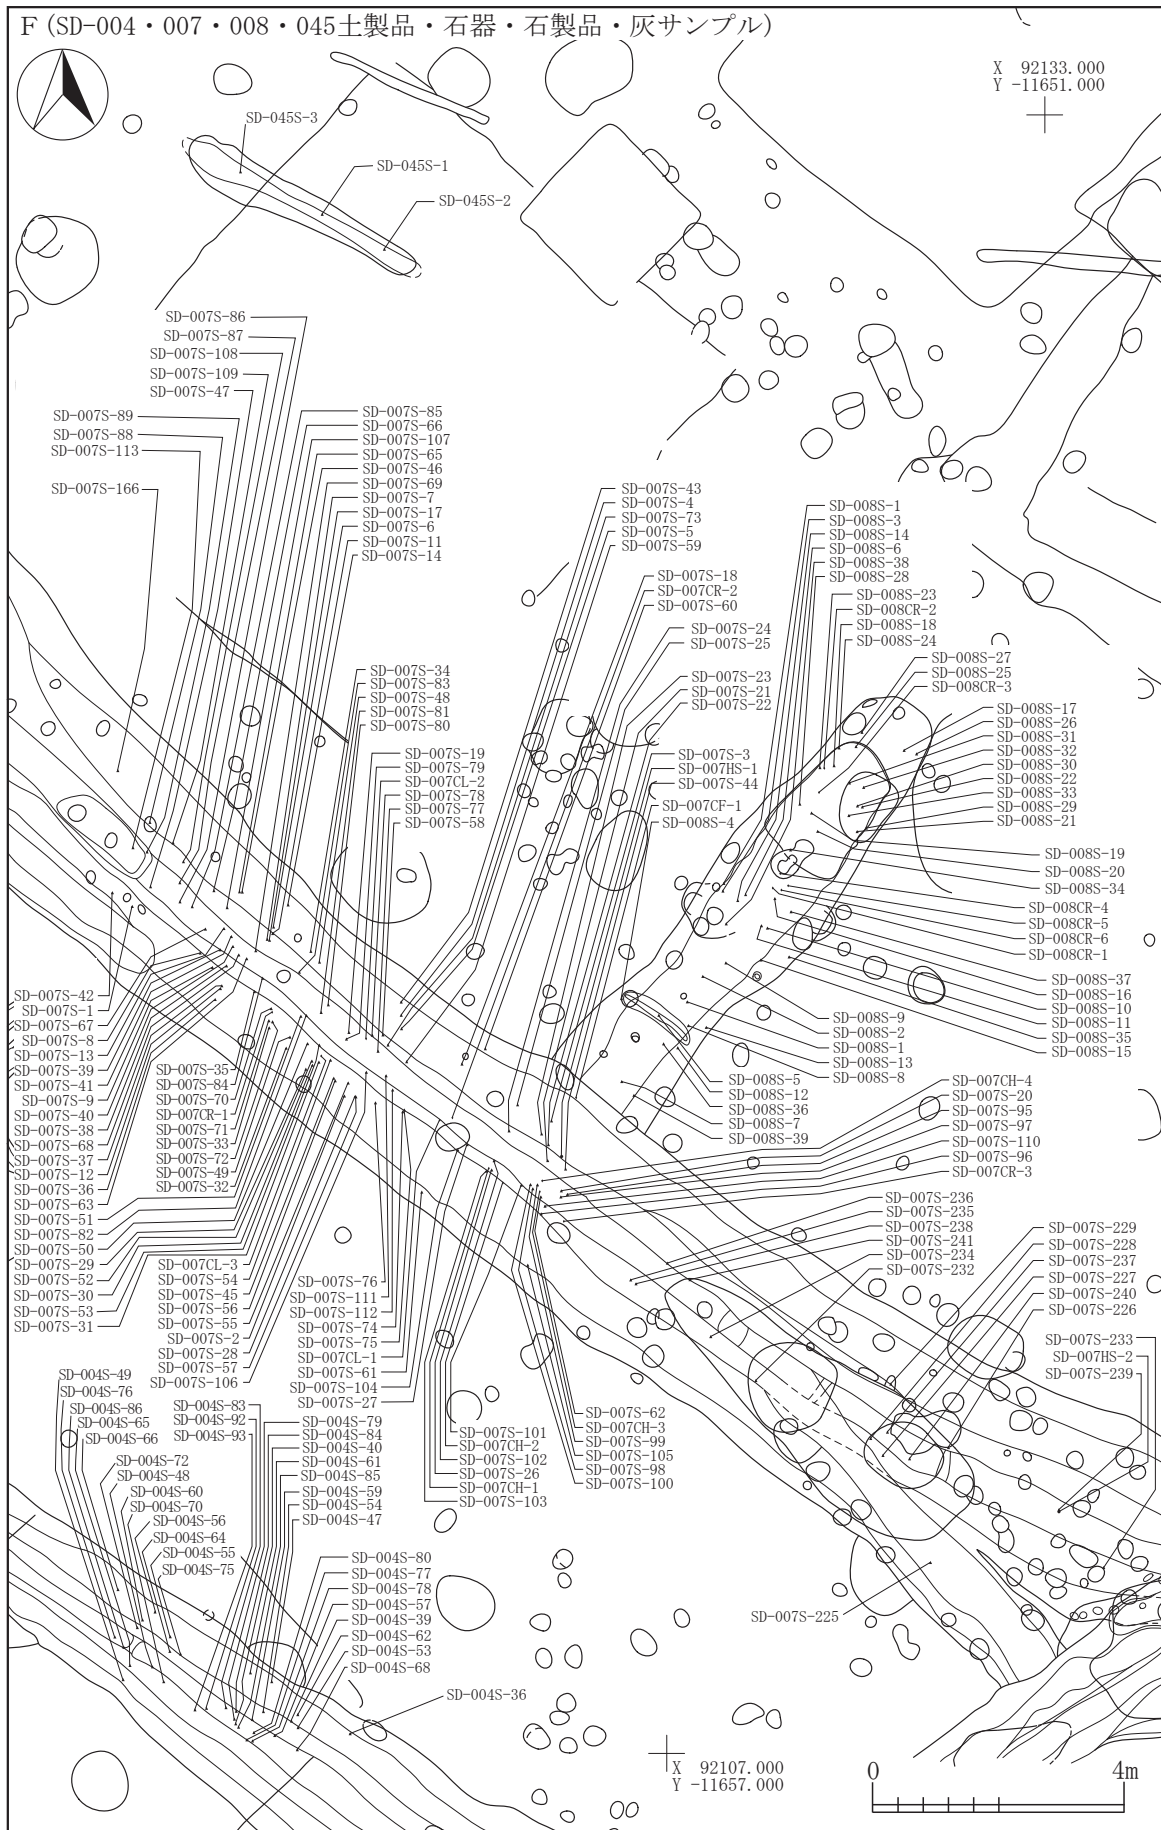 F (SD-004・007・008・045土製品・石器・石製品・灰サンプル)
X 92133.000
Y -11651.000
SD-045S-3
SD-045S-1
SD-045S-2
SD-007S-86
SD-007S-87
SD-007S-108
SD-007S-109
SD-007S-47
SD-007S-89
SD-007S-88
SD-007S-113
SD-007S-166
SD-007S-85
SD-007S-66
SD-007S-107
SD-007S-65
SD-007S-46
SD-007S-69
SD-007S-7
SD-007S-17
SD-007S-6
SD-007S-11
SD-007S-14
SD-007S-43
SD-007S-4
SD-007S-73
SD-007S-5
SD-007S-59
SD-007S-18
SD-007CR-2
SD-007S-60
SD-007S-24
SD-007S-25
SD-007S-23
SD-007S-21
SD-007S-22
SD-008S-1
SD-008S-3
SD-008S-14
SD-008S-6
SD-008S-38
SD-008S-28
SD-008S-23
SD-008CR-2
SD-008S-18
SD-008S-24
SD-008S-27
SD-008S-25
SD-008CR-3
SD-008S-17
SD-008S-26
SD-008S-31
SD-008S-32
SD-008S-30
SD-008S-22
SD-008S-33
SD-008S-29
SD-008S-21
SD-007S-34
SD-007S-83
SD-007S-48
SD-007S-81
SD-007S-80
SD-007S-19
SD-007S-79
SD-007CL-2
SD-007S-78
SD-007S-77
SD-007S-58
SD-007S-3
SD-007HS-1
SD-007S-44
SD-007CF-1
SD-008S-4
SD-008S-19
SD-008S-20
SD-008S-34
SD-008CR-4
SD-008CR-5
SD-008CR-6
SD-008CR-1
SD-008S-37
SD-008S-16
SD-008S-10
SD-008S-11
SD-008S-35
SD-008S-15
SD-008S-9
SD-008S-2
SD-008S-1
SD-008S-13
SD-008S-8
SD-008S-5
SD-008S-12
SD-008S-36
SD-008S-7
SD-008S-39
SD-007S-42
SD-007S-1
SD-007S-67
SD-007S-8
SD-007S-13
SD-007S-39
SD-007S-41
SD-007S-9
SD-007S-40
SD-007S-38
SD-007S-68
SD-007S-37
SD-007S-12
SD-007S-36
SD-007S-63
SD-007S-51
SD-007S-82
SD-007S-50
SD-007S-29
SD-007S-52
SD-007S-30
SD-007S-53
SD-007S-31
SD-007S-35
SD-007S-84
SD-007S-70
SD-007CR-1
SD-007S-71
SD-007S-33
SD-007S-72
SD-007S-49
SD-007S-32
SD-007CL-3
SD-007S-54
SD-007S-45
SD-007S-56
SD-007S-55
SD-007S-2
SD-007S-28
SD-007S-57
SD-007S-106
SD-007S-76
SD-007S-111
SD-007S-112
SD-007S-74
SD-007S-75
SD-007CL-1
SD-007S-61
SD-007S-104
SD-007S-27
SD-007CH-4
SD-007S-20
SD-007S-95
SD-007S-97
SD-007S-110
SD-007S-96
SD-007CR-3
SD-007S-236
SD-007S-235
SD-007S-238
SD-007S-241
SD-007S-234
SD-007S-232
SD-007S-229
SD-007S-228
SD-007S-237
SD-007S-227
SD-007S-240
SD-007S-226
SD-007S-233
SD-007HS-2
SD-007S-239
SD-007S-101
SD-007CH-2
SD-007S-102
SD-007S-26
SD-007CH-1
SD-007S-103
SD-007S-62
SD-007CH-3
SD-007S-99
SD-007S-105
SD-007S-98
SD-007S-100
SD-004S-49
SD-004S-76
SD-004S-86
SD-004S-65
SD-004S-66
SD-004S-72
SD-004S-48
SD-004S-60
SD-004S-70
SD-004S-56
SD-004S-64
SD-004S-55
SD-004S-75
SD-004S-83
SD-004S-92
SD-004S-93
SD-004S-79
SD-004S-84
SD-004S-40
SD-004S-61
SD-004S-85
SD-004S-59
SD-004S-54
SD-004S-47
SD-004S-80
SD-004S-77
SD-004S-78
SD-004S-57
SD-004S-39
SD-004S-62
SD-004S-53
SD-004S-68
SD-004S-36
SD-007S-225
X 92107.000
Y -11657.000
0 4m